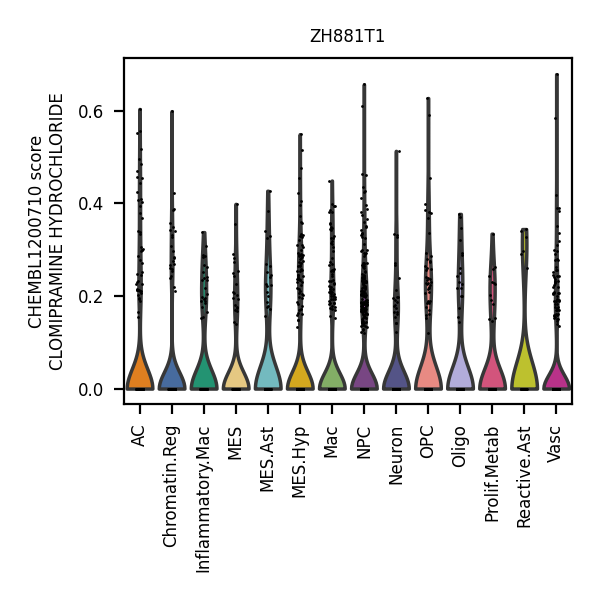 ZH881T1
CHEMBL1200710 score
CLOMIPRAMINE HYDROCHLORIDE
0.6
0.4
0.2
0.0
AC
Chromatin.Reg
Inflammatory.Mac
MES
MES.Ast
MES.Hyp
Mac
NPC
Neuron
OPC
Oligo
Prolif.Metab
Reactive.Ast
Vasc